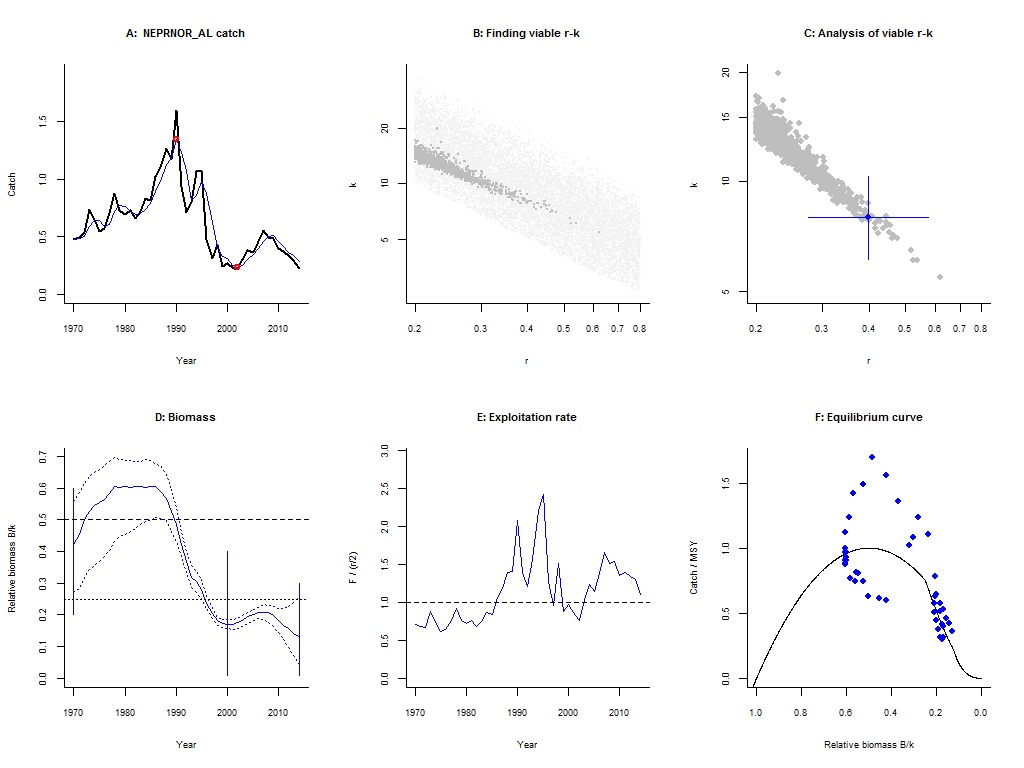 A: NEPRNOR_AL catch
Catch
0.0 0.5 1.0 1.5
1970 1980 1990 2000 2010
Year
B: Finding viable r-k
k
5 10 20
0.2 0.3 0.4 0.5 0.6 0.7 0.8
r
C: Analysis of viable r-k
k
5 10 15 20
0.2 0.3 0.4 0.5 0.6 0.7 0.8
r
D: Biomass
Relative biomass B/k
0.0 0.1 0.2 0.3 0.4 0.5 0.6 0.7
1970 1980 1990 2000 2010
Year
E: Exploitation rate
F / (r/2)
0.0 0.5 1.0 1.5 2.0 2.5 3.0
1970 1980 1990 2000 2010
Year
F: Equilibrium curve
Catch / MSY
0.0 0.5 1.0 1.5
1.0 0.8 0.6 0.4 0.2 0.0
Relative biomass B/k